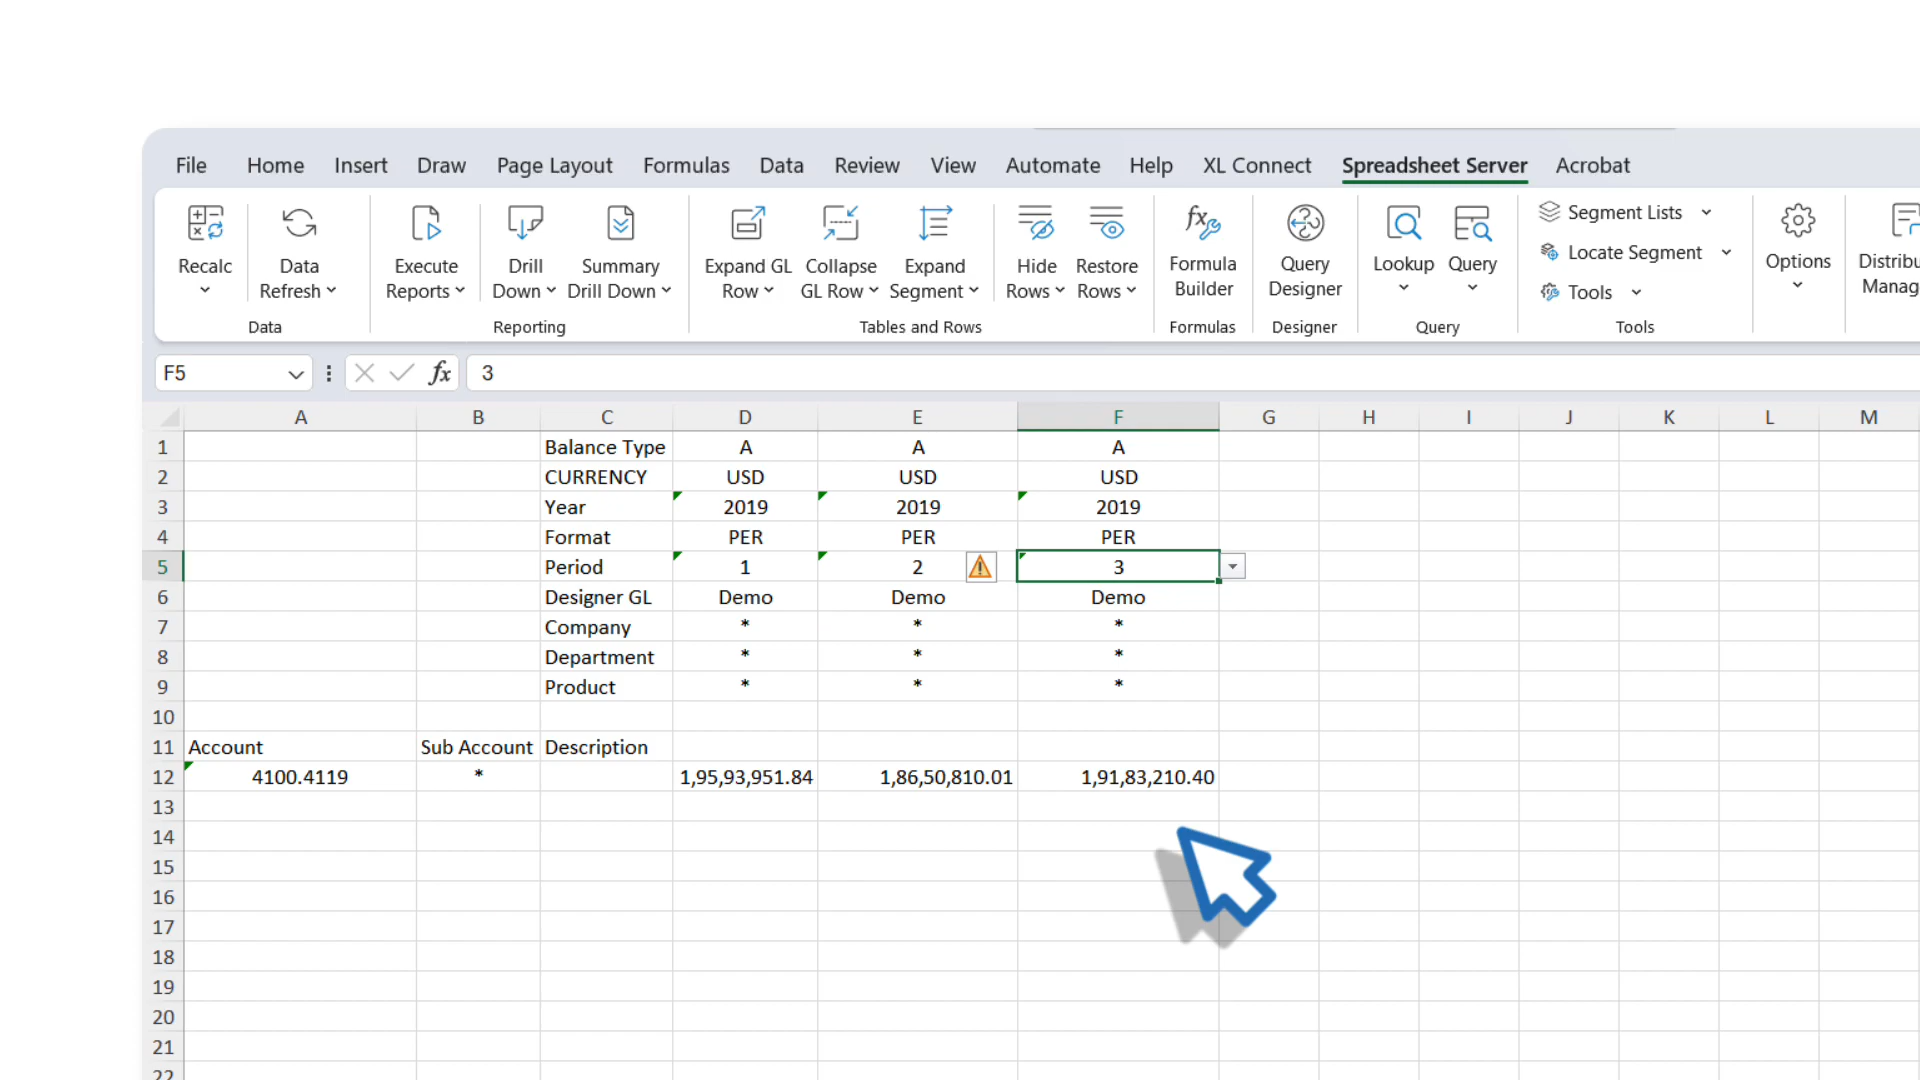 File Home Insert Draw Page Layout Formulas Data Review View Automate Help XL Connect Spreadsheet Server Acrobat
Recalc
Data
Refresh
Data
Execute
Reports
Drill
Down
Summary
Drill Down
Reporting
Expand GL
Row
Collapse
GL Row
Expand
Segment
Hide
Rows
Restore
Rows
Tables and Rows
fx
Formula
Builder
Formulas
Query
Designer
Designer
Lookup
Query
Query
Segment Lists
Locate Segment
Tools
Tools
Options
Distribu
Manag
F5 fx 3
A B C D E F G H I J K L M
1 Balance Type A A A
2 CURRENCY USD USD USD
3 Year 2019 2019 2019
4 Format PER PER PER
5 Period 1 2 3
6 Designer GL Demo Demo Demo
7 Company * * *
8 Department * * *
9 Product * * *
10
11 Account Sub Account Description
12 4100.4119 * 1,95,93,951.84 1,86,50,810.01 1,91,83,210.40
13
14
15
16
17
18
19
20
21
22